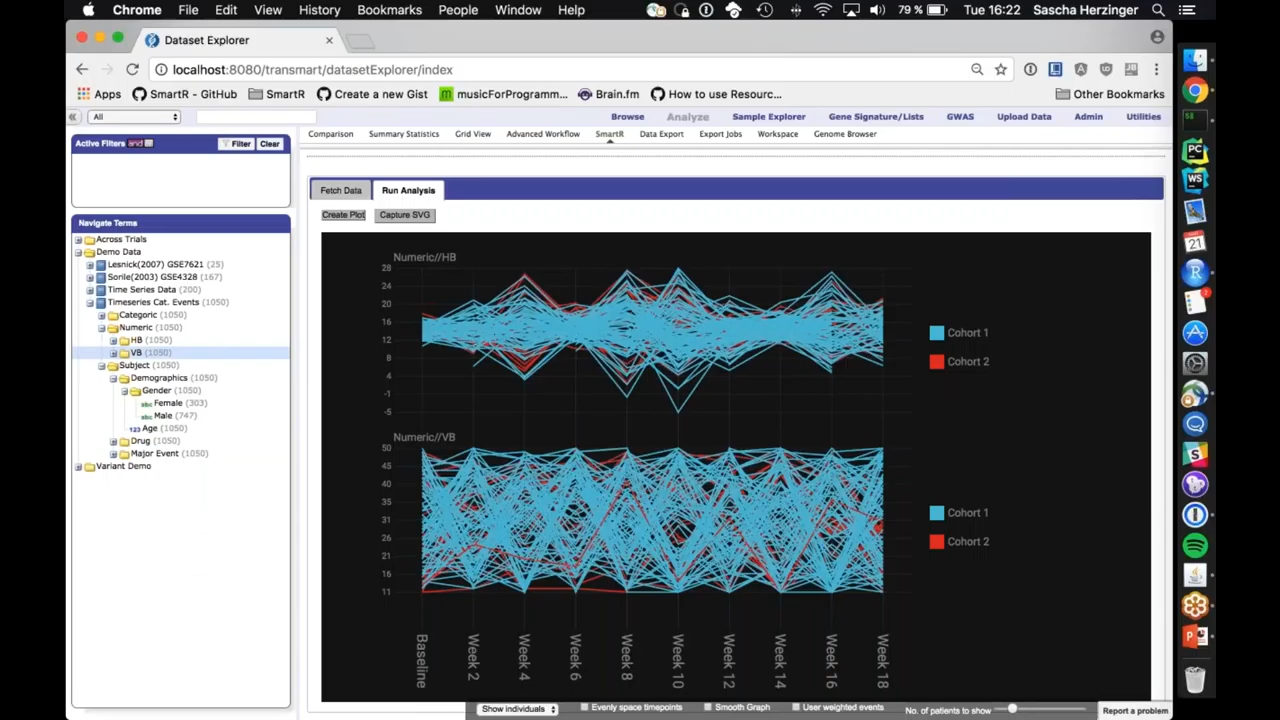 Chrome File Edit View History Bookmarks People Window Help 79 % Tue 16:22 Sascha Herzinger
Dataset Explorer
localhost:8080/transmart/datasetExplorer/index
Apps SmartR - GitHub SmartR Create a new Gist musicForProgramm... Brain.fm How to use Resourc... Other Bookmarks
All
Browse Analyze Sample Explorer Gene Signature/Lists GWAS Upload Data Admin Utilities
Comparison Summary Statistics Grid View Advanced Workflow SmartR Data Export Export Jobs Workspace Genome Browser
Active Filters and Filter Clear
Fetch Data Run Analysis
Create Plot Capture SVG
Navigate Terms
Across Trials
Demo Data
Lesnick(2007) GSE7621 (25)
Sorile(2003) GSE4328 (167)
Time Series Data (200)
Timeseries Cat. Events (1050)
Categoric (1050)
Numeric (1050)
HB (1050)
VB (1050)
Subject (1050)
Demographics (1050)
Gender (1050)
abc Female (303)
abc Male (747)
123 Age (1050)
Drug (1050)
Major Event (1050)
Variant Demo
Numeric//HB
28
24
20
16
12
8
4
-1
-5
Cohort 1
Cohort 2
Numeric//VB
50
45
40
35
31
26
21
16
11
Cohort 1
Cohort 2
Baseline
Week 2
Week 4
Week 6
Week 8
Week 10
Week 12
Week 14
Week 16
Week 18
Show individuals Evenly space timepoints Smooth Graph User weighted events No. of patients to show Report a problem
PC
WS
21
R